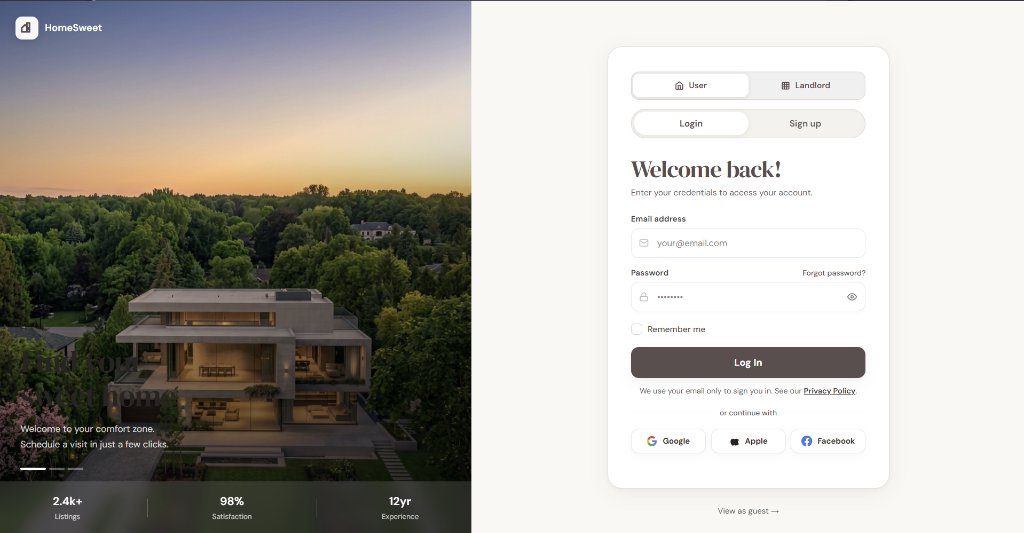 HomeSweet
Find your
home
Welcome to your comfort zone.
Schedule a visit in just a few clicks.
2.4k+
Listings
98%
Satisfaction
12yr
Experience
User
Landlord
Login
Sign up
Welcome back!
Enter your credentials to access your account.
Email address
your@email.com
Password
Forgot password?
••••••••
Remember me
Log In
We use your email only to sign you in. See our Privacy Policy.
or continue with
Google
Apple
Facebook
View as guest →